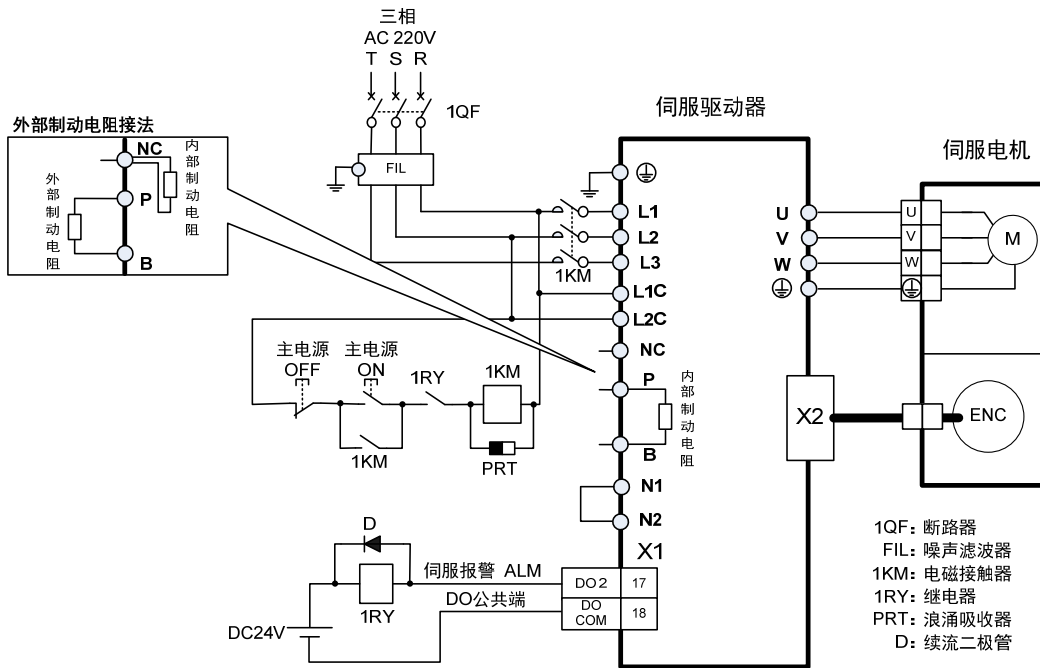 三相
AC 220V
T S R
1QF
FIL
外部制动电阻接法
NC
P
B
内部制动电阻
外部制动电阻
伺服驱动器
L1
L2
L3
1KM
L1C
L2C
NC
P
B
内部制动电阻
N1
N2
X1
U
V
W
X2
伺服电机
U
V
W
M
ENC
主电源
OFF
主电源
ON
1RY
1KM
1KM
PRT
D
1RY
DC24V
伺服报警 ALM
DO公共端
DO 2
17
DO
COM
18
1QF：断路器
FIL：噪声滤波器
1KM：电磁接触器
1RY：继电器
PRT：浪涌吸收器
D：续流二极管